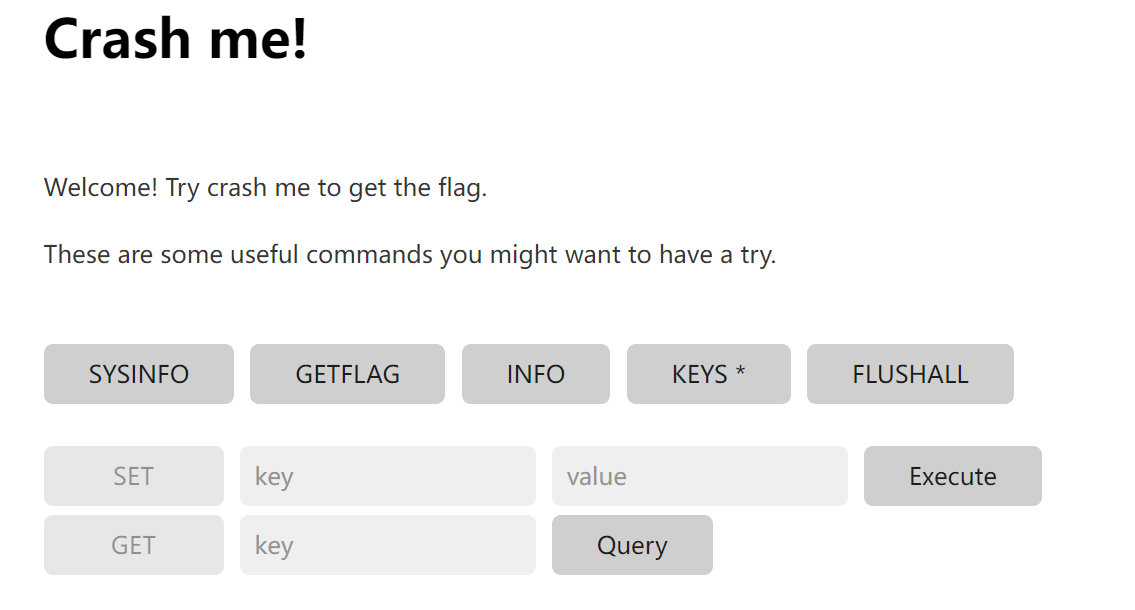 Crash me!
Welcome! Try crash me to get the flag.
These are some useful commands you might want to have a try.
SYSINFO GETFLAG INFO KEYS * FLUSHALL
SET key value Execute
GET key Query